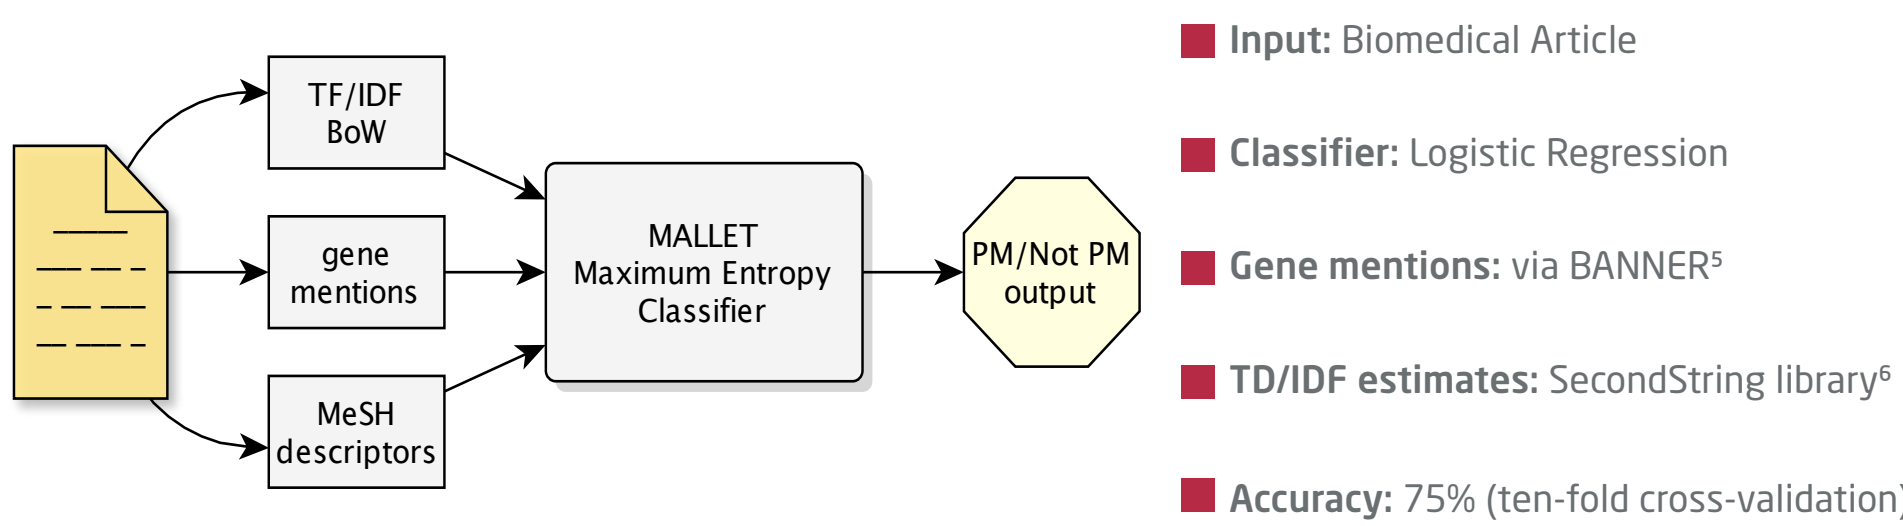 TF/IDF
BoW
gene
mentions
MeSH
descriptors
MALLET
Maximum Entropy
Classifier
PM/Not PM
output
Input: Biomedical Article
Classifier: Logistic Regression
Gene mentions: via BANNER⁵
TD/IDF estimates: SecondString library⁶
Accuracy: 75% (ten-fold cross-validation)